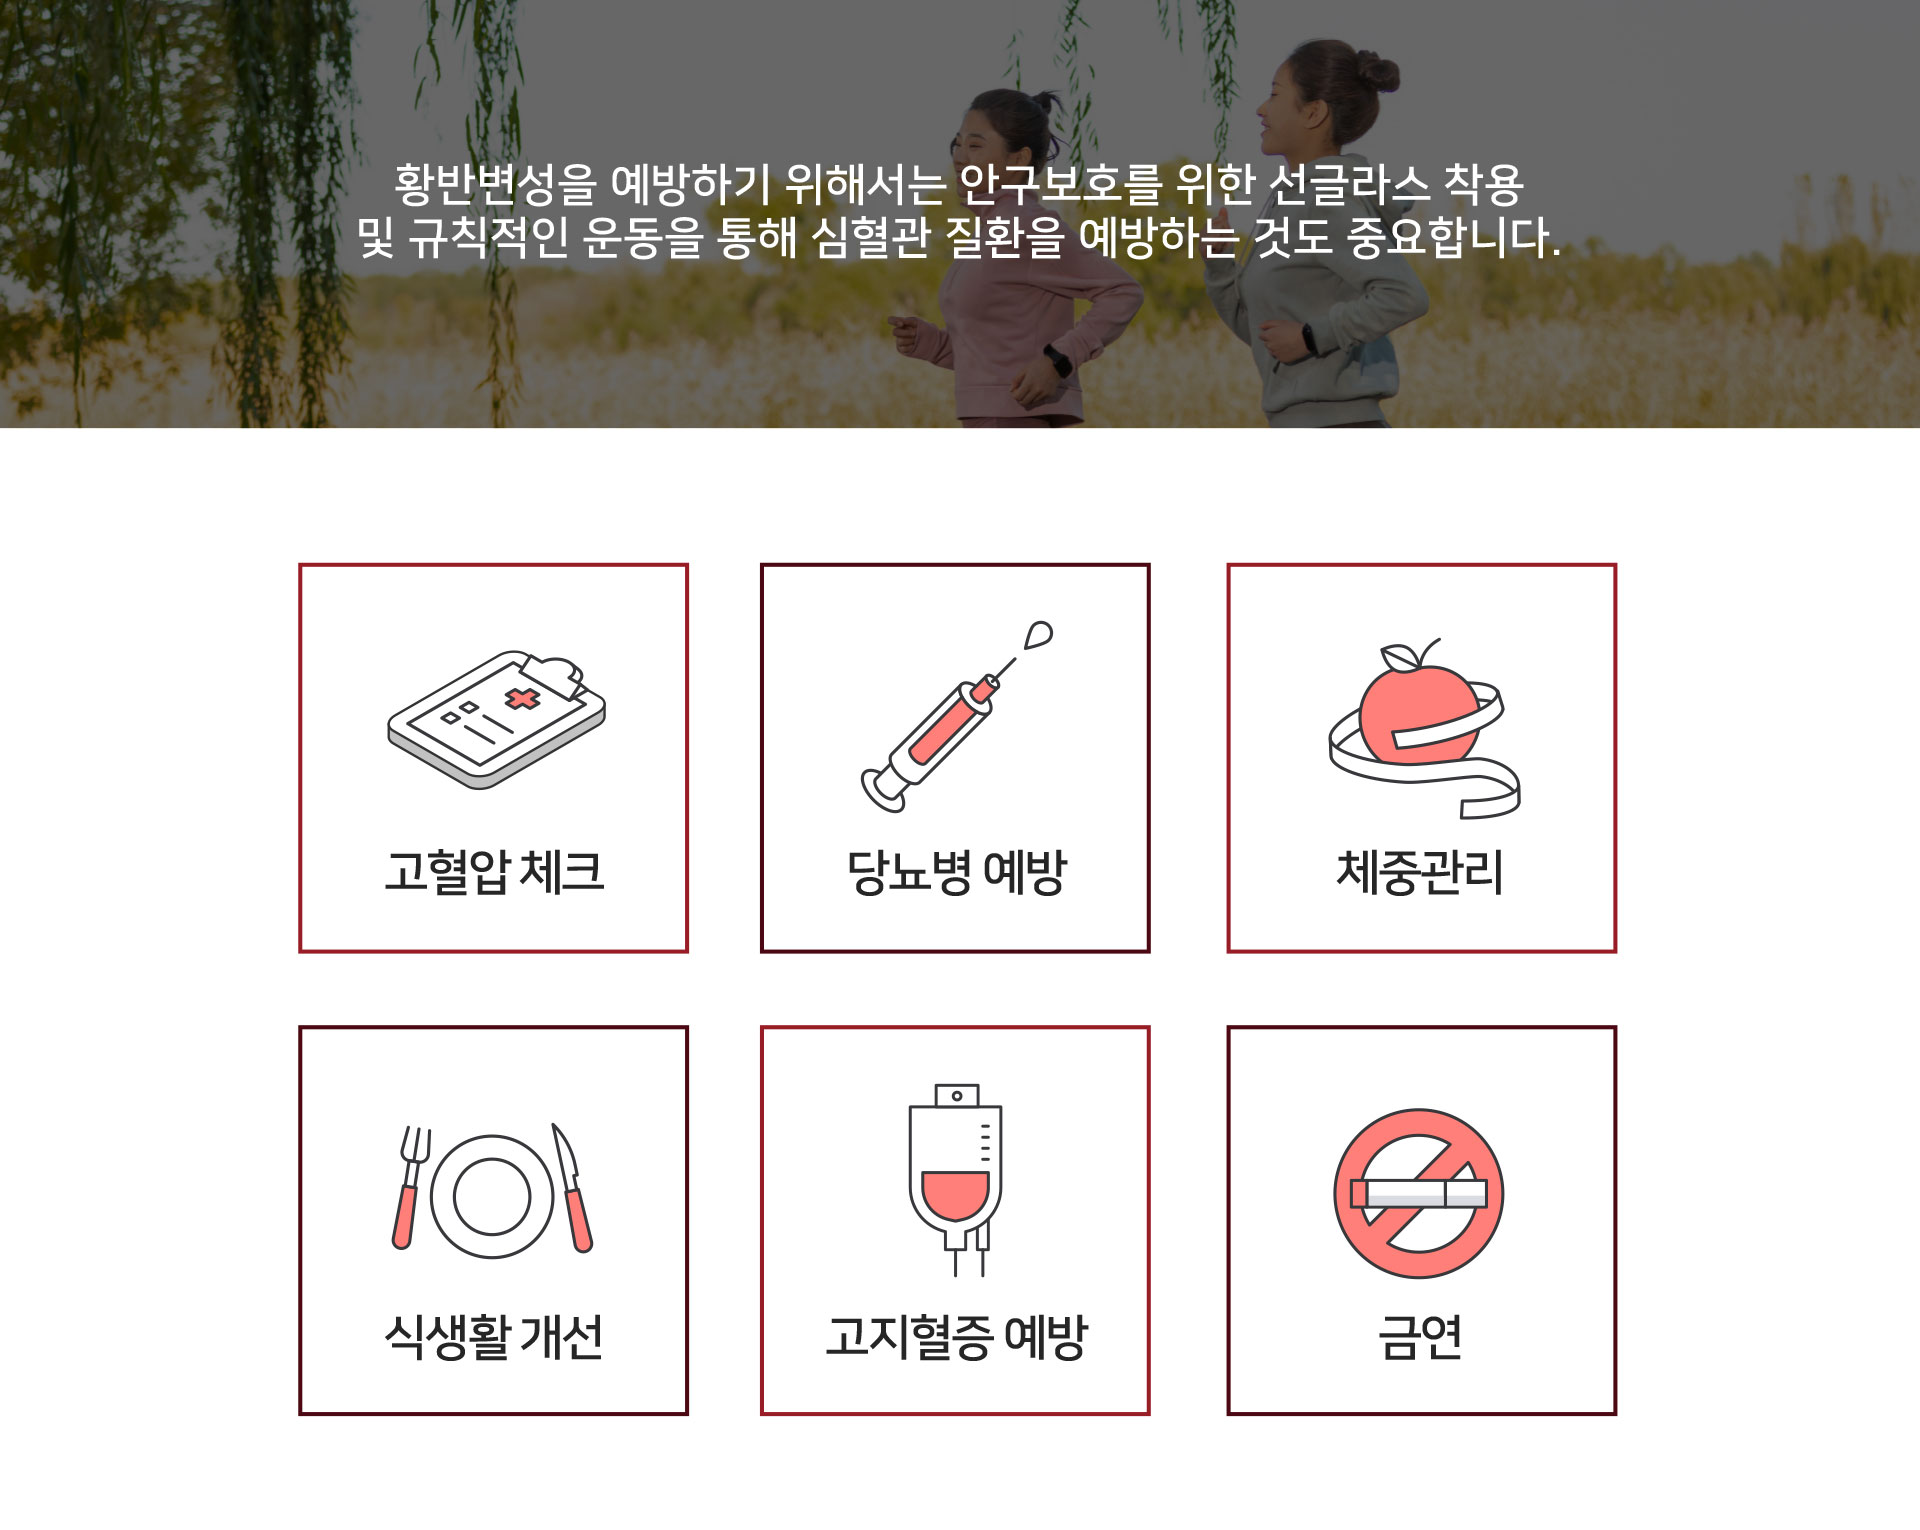 황반변성을 예방하기 위해서는 안구보호를 위한 선글라스 착용
및 규칙적인 운동을 통해 심혈관 질환을 예방하는 것도 중요합니다.
고혈압 체크
당뇨병 예방
체중관리
식생활 개선
고지혈증 예방
금연